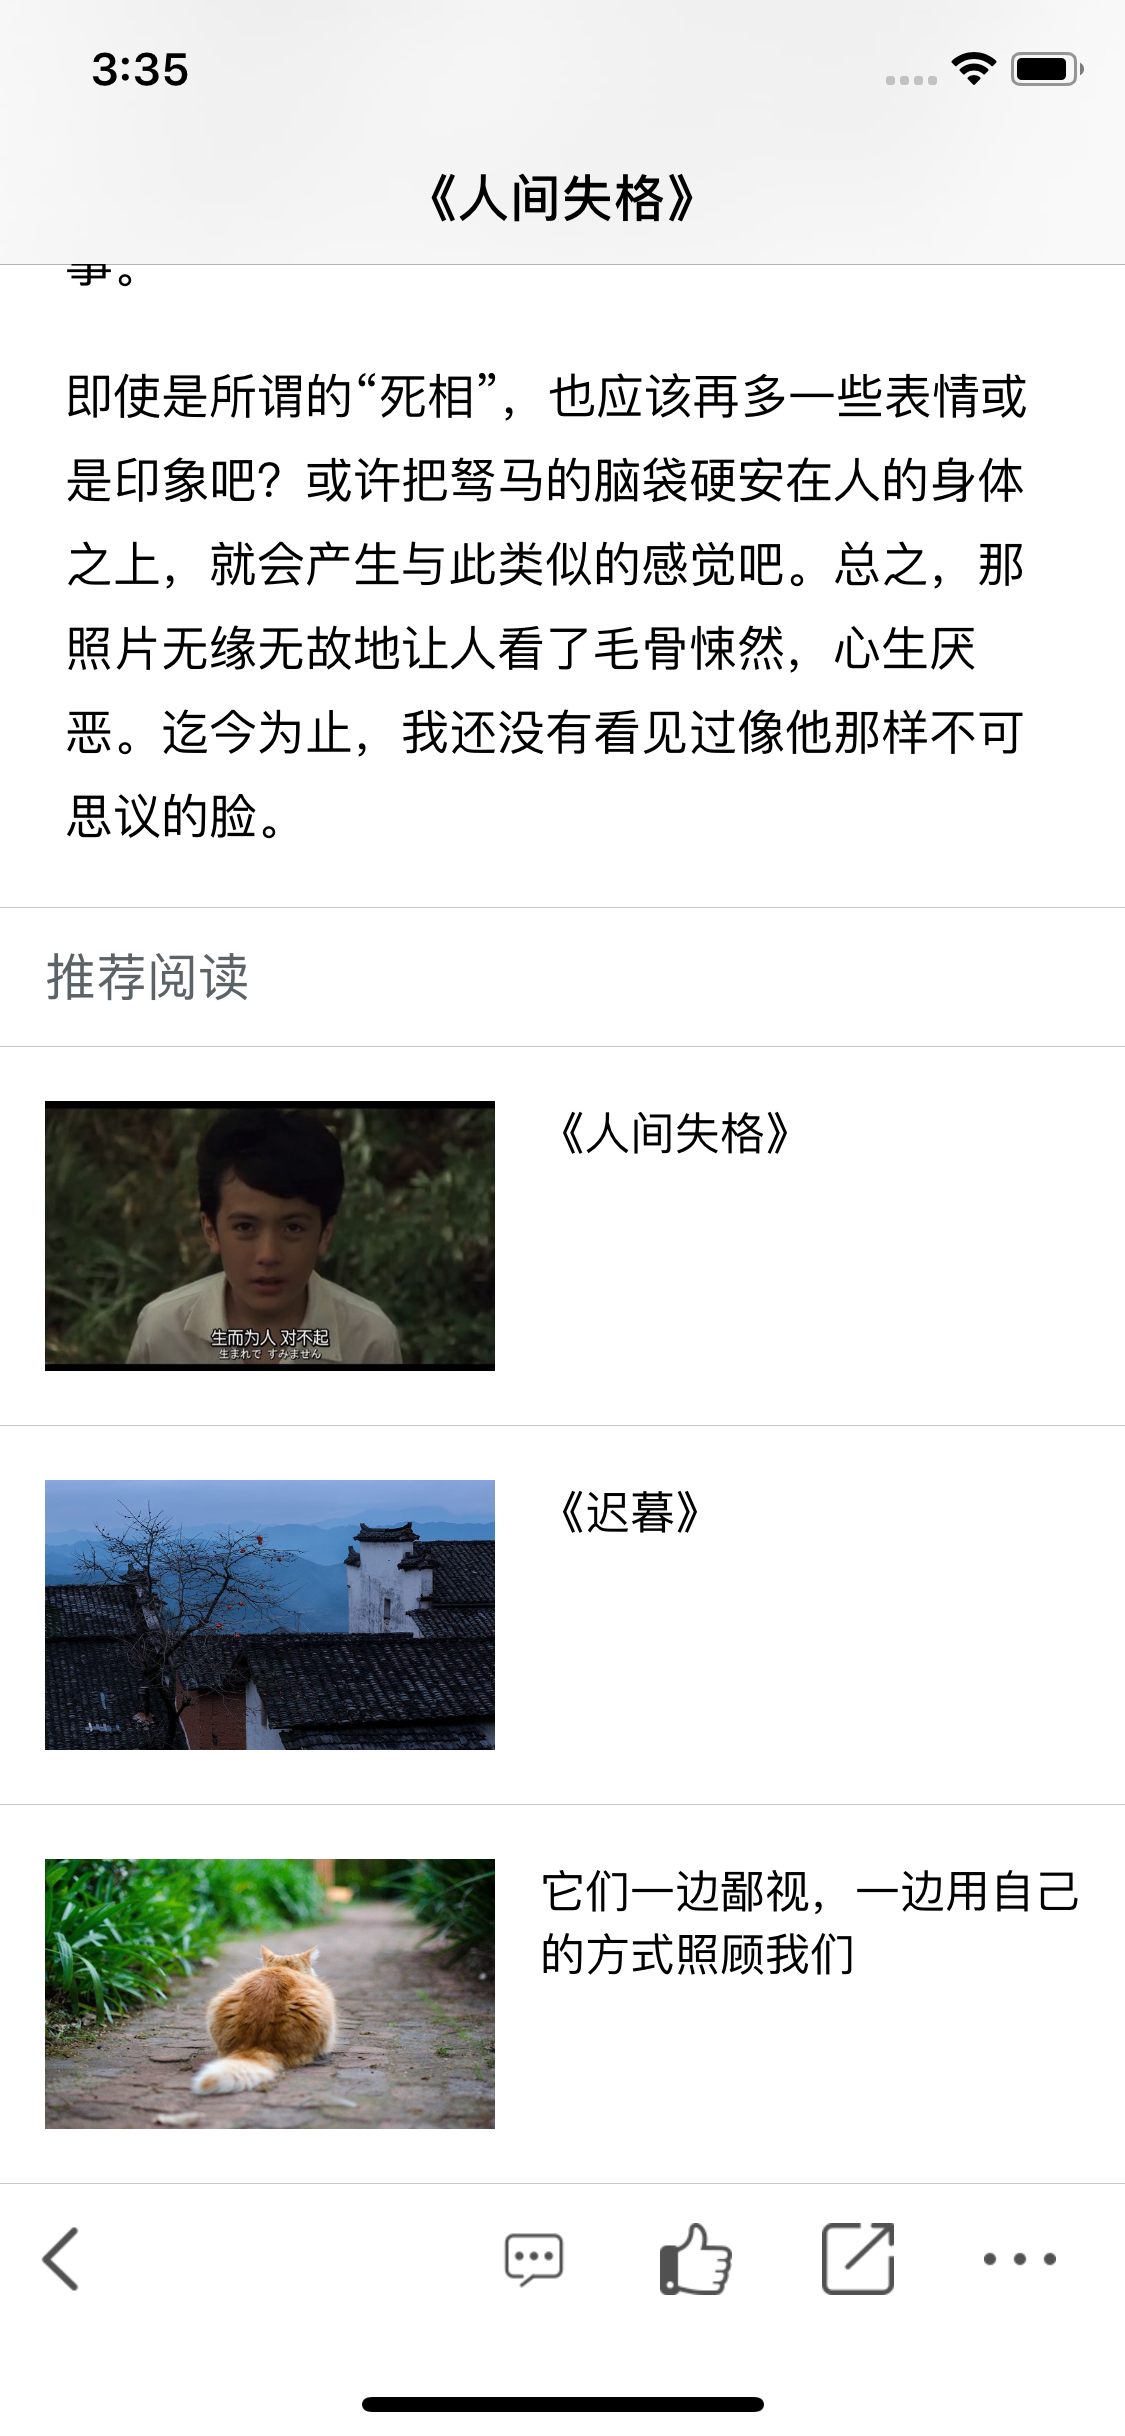 3:35
《人间失格》
事。
即使是所谓的“死相”，也应该再多一些表情或
是印象吧？或许把驽马的脑袋硬安在人的身体
之上，就会产生与此类似的感觉吧。总之，那
照片无缘无故地让人看了毛骨悚然，心生厌
恶。迄今为止，我还没有看见过像他那样不可
思议的脸。
推荐阅读
《人间失格》
生而为人 对不起
生まれで すみません
《迟暮》
它们一边鄙视，一边用自己
的方式照顾我们